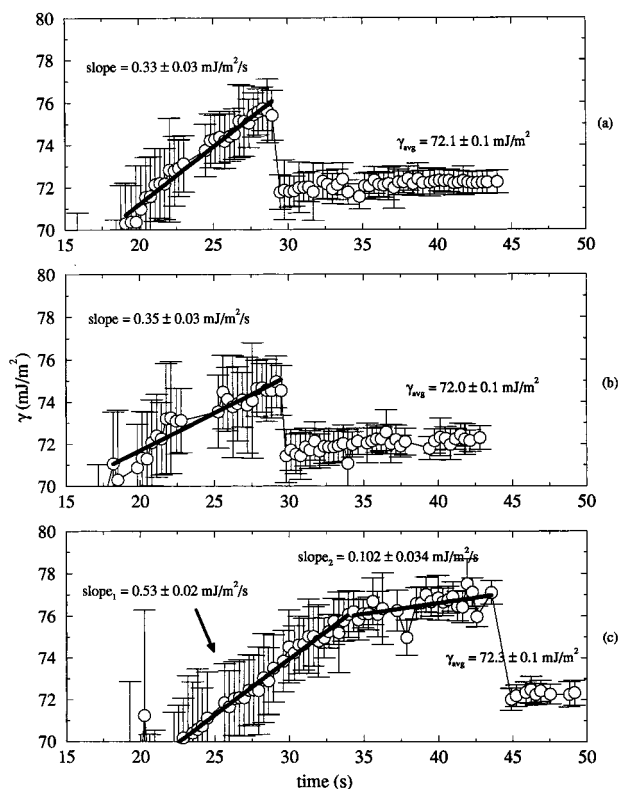 80
78
slope = 0.33 ± 0.03 mJ/m²/s
76
γavg = 72.1 ± 0.1 mJ/m²
(a)
74
72
70
15 20 25 30 35 40 45 50
80
78
slope = 0.35 ± 0.03 mJ/m²/s
76
γavg = 72.0 ± 0.1 mJ/m²
(b)
74
72
70
γ (mJ/m²)
15 20 25 30 35 40 45 50
80
slope₂ = 0.102 ± 0.034 mJ/m²/s
78
slope₁ = 0.53 ± 0.02 mJ/m²/s
76
(c)
γavg = 72.3 ± 0.1 mJ/m²
74
72
70
15 20 25 30 35 40 45 50
time (s)